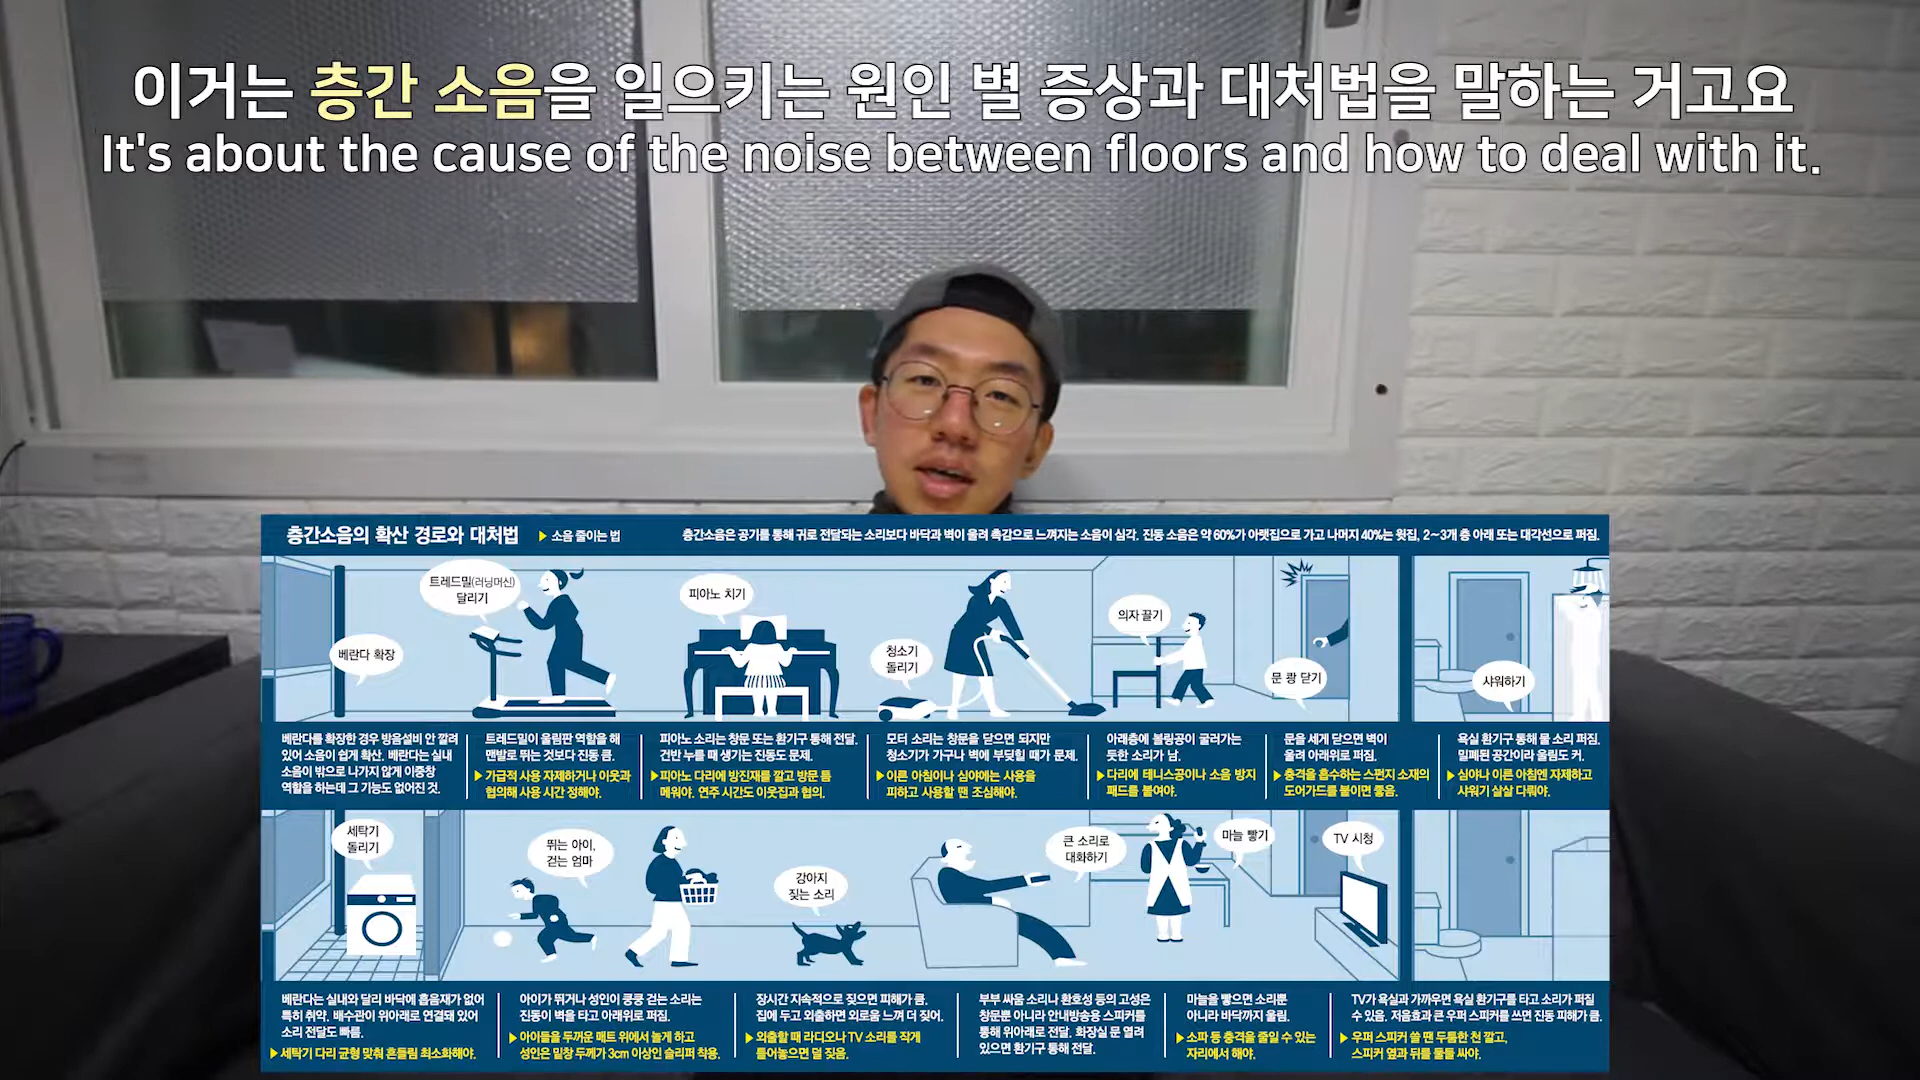 이거는 층간 소음을 일으키는 원인 별 증상과 대처법을 말하는 거고요
It's about the cause of the noise between floors and how to deal with it.
층간소음의 확산 경로와 대처법
▶ 소음 줄이는 법
층간소음은 공기를 통해 귀로 전달되는 소리보다 바닥과 벽이 울려 촉감으로 느껴지는 소음이 심각. 진동 소음은 약 60%가 아랫집으로 가고 나머지 40%는 윗집, 2~3개 층 아래 또는 대각선으로 퍼짐.
베란다 확장
트레드밀(러닝머신)
달리기
피아노 치기
청소기
돌리기
의자 끌기
문 쾅 닫기
샤워하기
베란다를 확장한 경우 방음설비 안 깔려
있어 소음이 쉽게 확산. 베란다는 실내
소음이 밖으로 나가지 않게 이중창
역할을 하는데 그 기능도 없어진 것.
트레드밀이 울림판 역할을 해
맨발로 뛰는 것보다 진동 큼.
▶ 가급적 사용 자제하거나 이웃과
협의해 사용 시간 정해야.
피아노 소리는 창문 또는 환기구 통해 전달.
건반 누를 때 생기는 진동도 문제.
▶ 피아노 다리에 방진재를 깔고 방문 틈
메워야. 연주 시간도 이웃집과 협의.
모터 소리는 창문을 닫으면 되지만
청소기가 가구나 벽에 부딪힐 때가 문제.
▶ 이른 아침이나 심야에는 사용을
피하고 사용할 땐 조심해야.
아래층에 볼링공이 굴러가는
듯한 소리가 남.
▶ 다리에 테니스공이나 소음 방지
패드를 붙여야.
문을 세게 닫으면 벽이
울려 아래위로 퍼짐.
▶ 충격을 흡수하는 스펀지 소재의
도어가드를 붙이면 좋음.
욕실 환기구 통해 물 소리 퍼짐.
밀폐된 공간이라 울림도 커.
▶ 심야나 이른 아침엔 자제하고
샤워기 살살 다뤄야.
세탁기
돌리기
뛰는 아이,
걷는 엄마
강아지
짖는 소리
큰 소리로
대화하기
마늘 빻기
TV 시청
베란다는 실내와 달리 바닥에 흡음재가 없어
특히 취약. 배수관이 위아래로 연결돼 있어
소리 전달도 빠름.
▶ 세탁기 다리 균형 맞춰 흔들림 최소화해야.
아이가 뛰거나 성인이 쿵쿵 걷는 소리는
진동이 벽을 타고 아래위로 퍼짐.
▶ 아이들을 두꺼운 매트 위에서 놀게 하고
성인은 밑창 두께가 3cm 이상인 슬리퍼 착용.
장시간 지속적으로 짖으면 피해가 큼.
집에 두고 외출하면 외로움 느껴 더 짖어.
▶ 외출할 때 라디오나 TV 소리를 작게
틀어놓으면 덜 짖음.
부부 싸움 소리나 환호성 등의 고성은
창문뿐 아니라 안내방송용 스피커를
통해 위아래로 전달. 화장실 문 열려
있으면 환기구 통해 전달.
마늘을 빻으면 소리뿐
아니라 바닥까지 울림.
▶ 소파 등 충격을 줄일 수 있는
자리에서 해야.
TV가 욕실과 가까우면 욕실 환기구를 타고 소리가 퍼질
수 있음. 저음효과 큰 우퍼 스피커를 쓰면 진동 피해가 큼.
▶ 우퍼 스피커 쓸 땐 두툼한 천 깔고,
스피커 옆과 뒤를 둘둘 싸야.